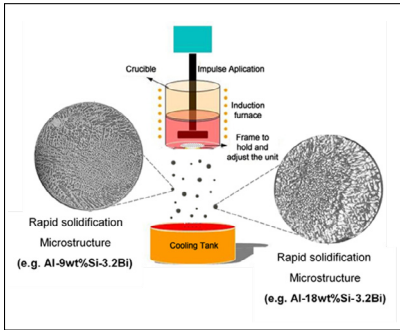 Crucible
Impulse Aplication
Induction
furnace
Frame to
hold and
adjust the unit
Rapid solidification
Microstructure
(e.g. Al-9wt%Si-3.2Bi)
Cooling Tank
Rapid solidification
Microstructure
(e.g. Al-18wt%Si-3.2Bi)